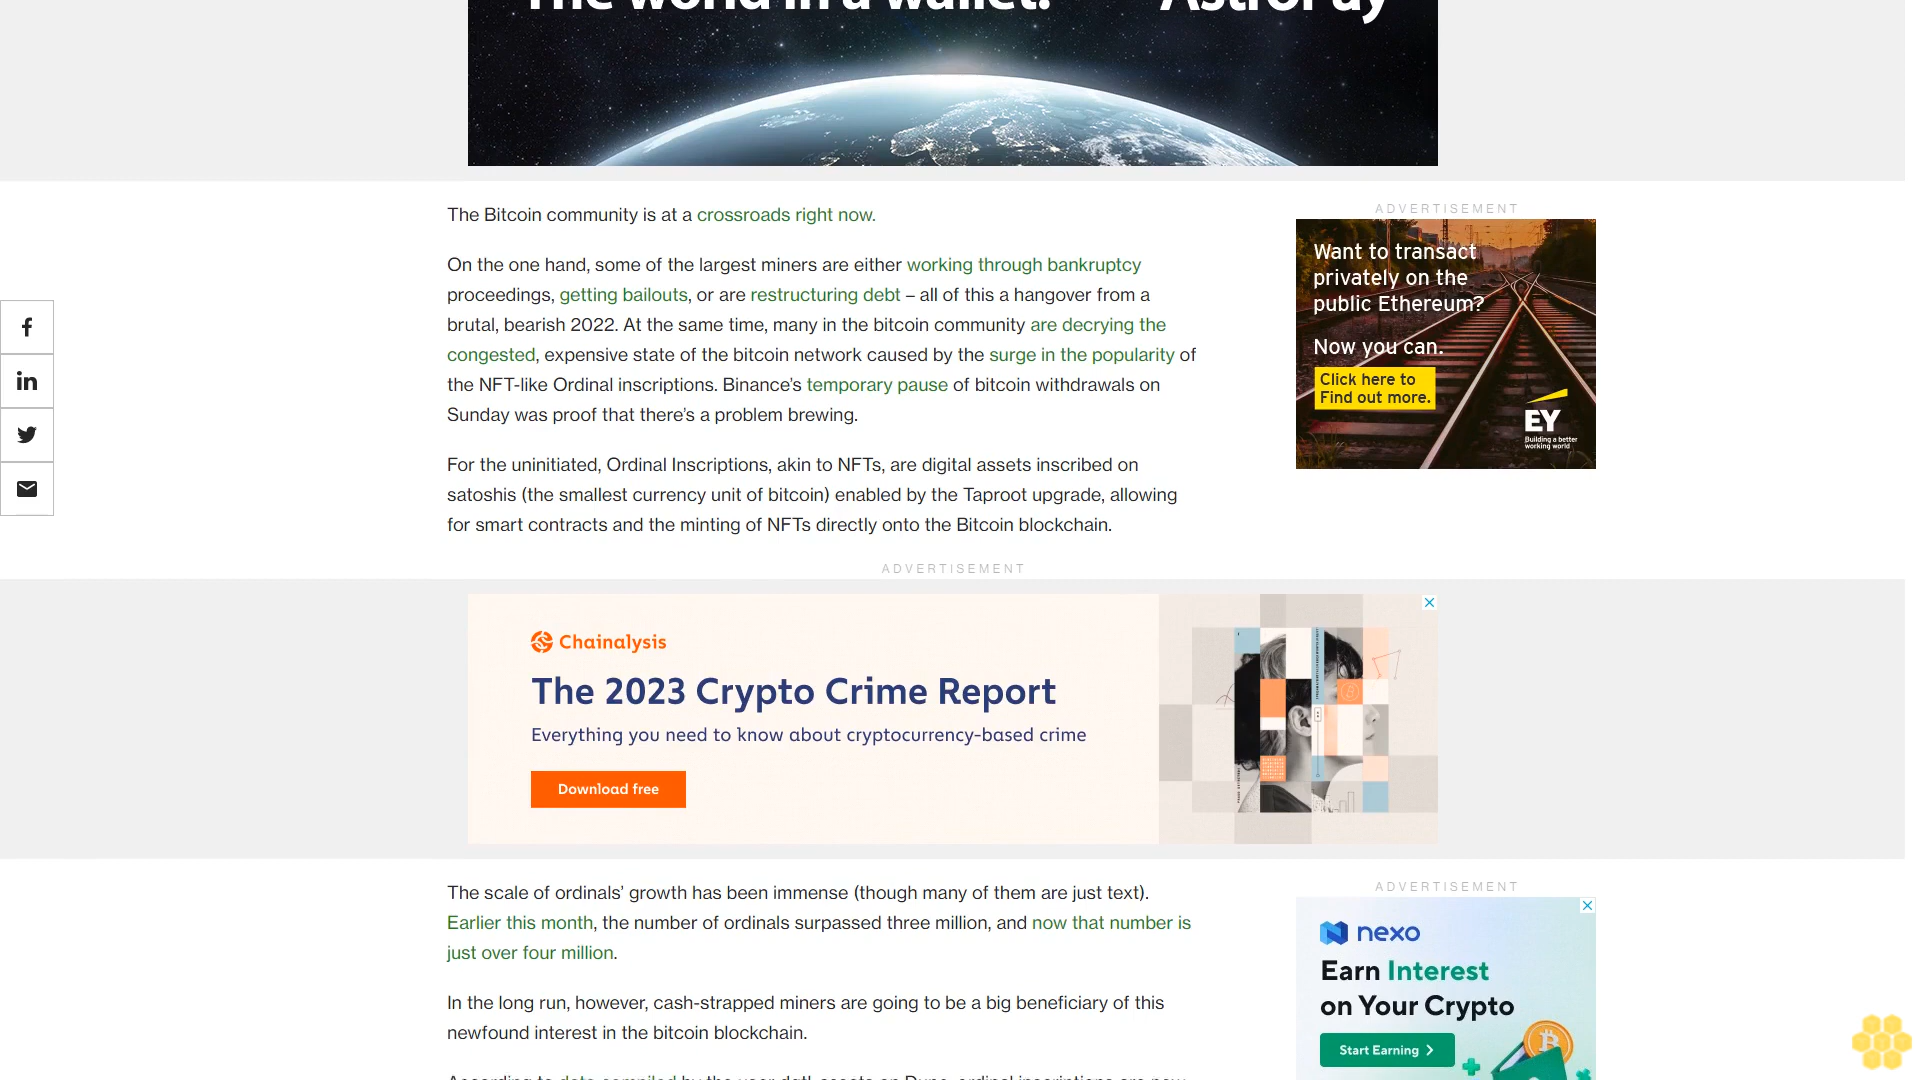 The world in a wallet.
AstroPay
The Bitcoin community is at a crossroads right now.
On the one hand, some of the largest miners are either working through bankruptcy
proceedings, getting bailouts, or are restructuring debt – all of this a hangover from a
brutal, bearish 2022. At the same time, many in the bitcoin community are decrying the
congested, expensive state of the bitcoin network caused by the surge in the popularity of
the NFT-like Ordinal inscriptions. Binance’s temporary pause of bitcoin withdrawals on
Sunday was proof that there’s a problem brewing.
For the uninitiated, Ordinal Inscriptions, akin to NFTs, are digital assets inscribed on
satoshis (the smallest currency unit of bitcoin) enabled by the Taproot upgrade, allowing
for smart contracts and the minting of NFTs directly onto the Bitcoin blockchain.
ADVERTISEMENT
Want to transact
privately on the
public Ethereum?
Now you can.
Click here to
Find out more.
EY
Building a better
working world
ADVERTISEMENT
Chainalysis
The 2023 Crypto Crime Report
Everything you need to know about cryptocurrency-based crime
Download free
The scale of ordinals’ growth has been immense (though many of them are just text).
Earlier this month, the number of ordinals surpassed three million, and now that number is
just over four million.
In the long run, however, cash-strapped miners are going to be a big beneficiary of this
newfound interest in the bitcoin blockchain.
According to data compiled by the user dgtl_assets on Dune, ordinal inscriptions are now
ADVERTISEMENT
nexo
Earn Interest
on Your Crypto
Start Earning